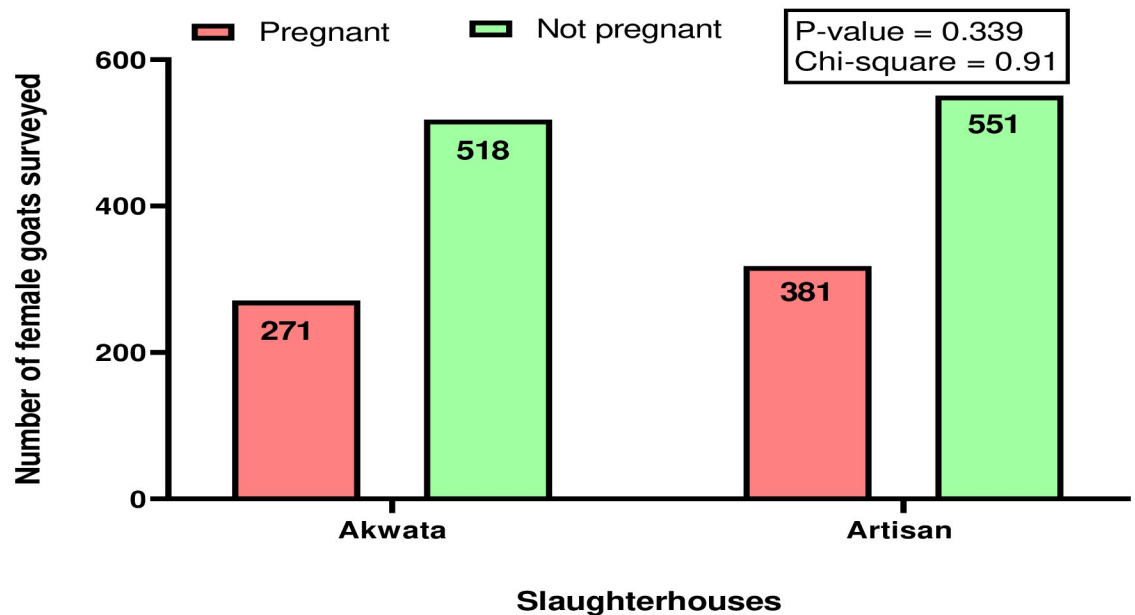 Pregnant
Not pregnant
P-value = 0.339
Chi-square = 0.91
Number of female goats surveyed
600
400
200
0
271
518
381
551
Akwata
Artisan
Slaughterhouses